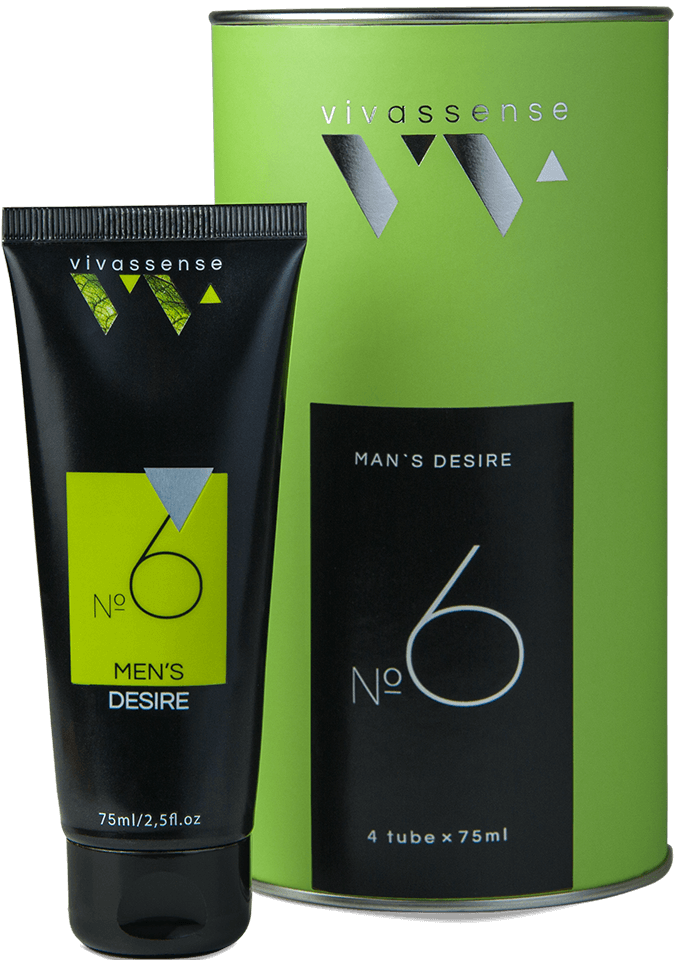 vivassense
Nº6
MEN'S
DESIRE
75ml/2,5fl.oz
vivassense
MAN`S DESIRE
Nº6
4 tube × 75ml